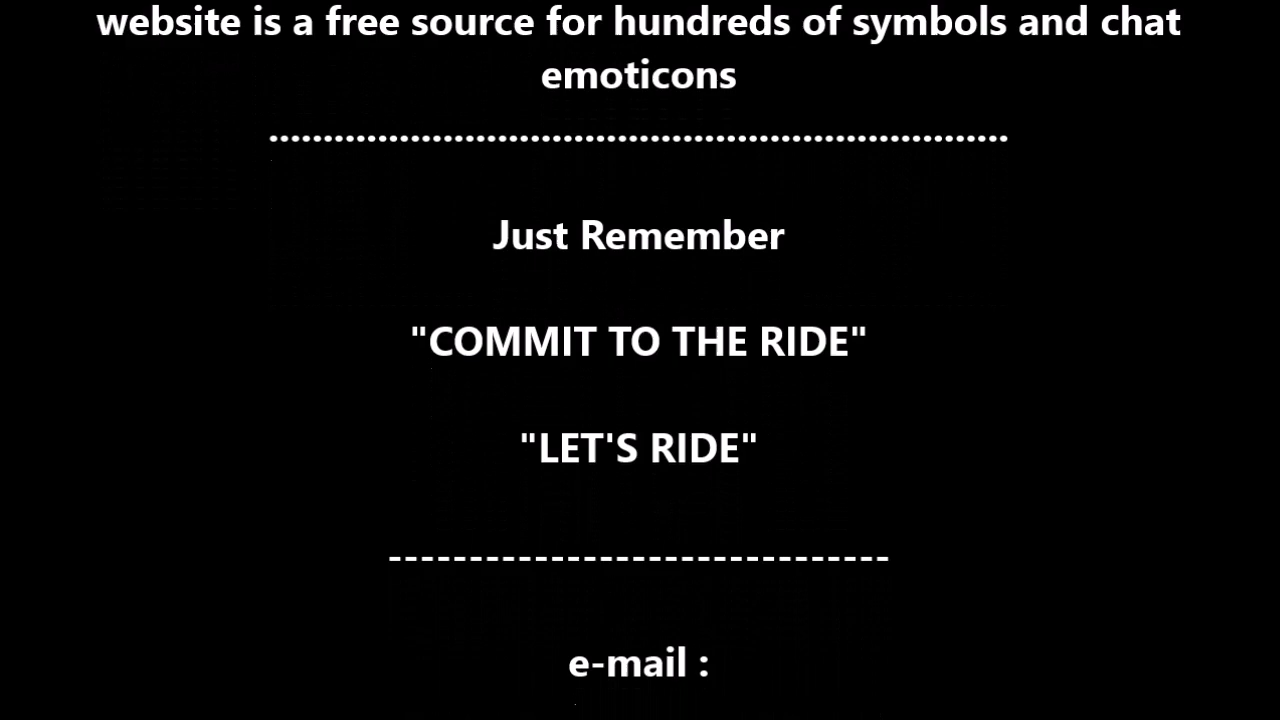 website is a free source for hundreds of symbols and chat
emoticons
....................................................................
Just Remember
"COMMIT TO THE RIDE"
"LET'S RIDE"
-------------------------------
e-mail :